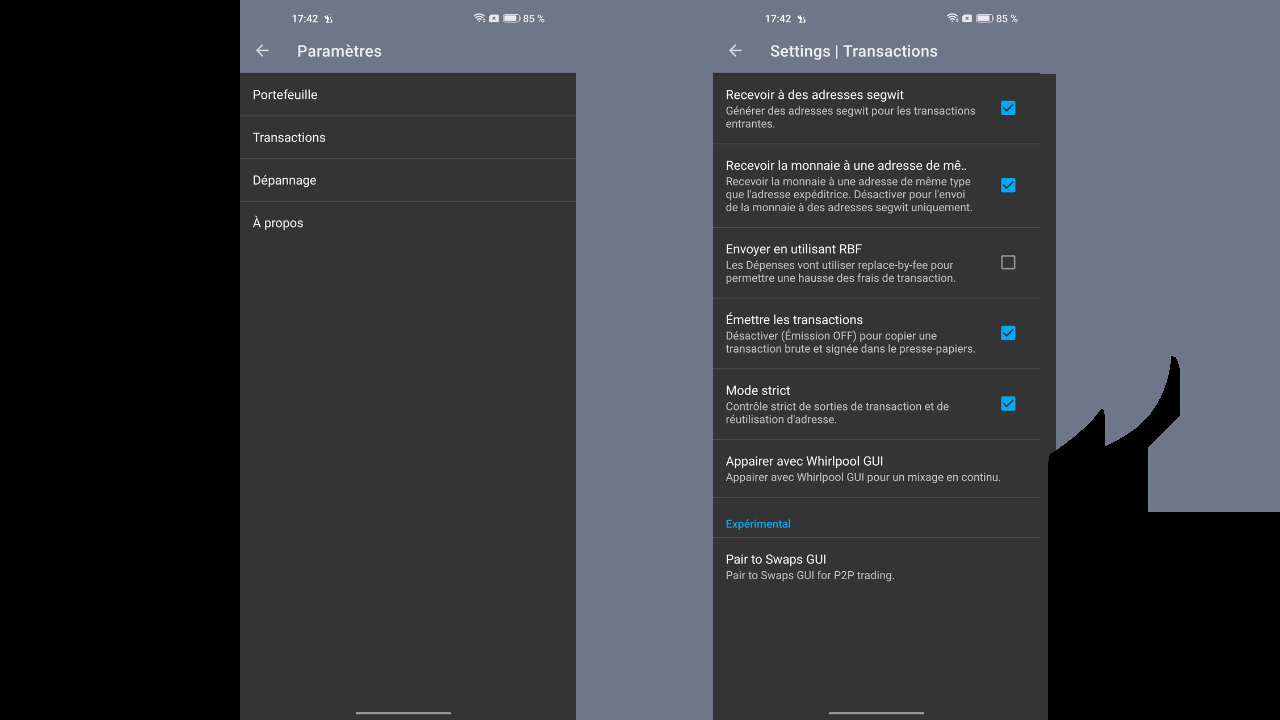 17:42
85 %
Paramètres
Portefeuille
Transactions
Dépannage
À propos
17:42
85 %
Settings | Transactions
Recevoir à des adresses segwit
Générer des adresses segwit pour les transactions
entrantes.
Recevoir la monnaie à une adresse de mê..
Recevoir la monnaie à une adresse de même type
que l'adresse expéditrice. Désactiver pour l'envoi
de la monnaie à des adresses segwit uniquement.
Envoyer en utilisant RBF
Les Dépenses vont utiliser replace-by-fee pour
permettre une hausse des frais de transaction.
Émettre les transactions
Désactiver (Émission OFF) pour copier une
transaction brute et signée dans le presse-papiers.
Mode strict
Contrôle strict de sorties de transaction et de
réutilisation d'adresse.
Appairer avec Whirlpool GUI
Appairer avec Whirlpool GUI pour un mixage en continu.
Expérimental
Pair to Swaps GUI
Pair to Swaps GUI for P2P trading.